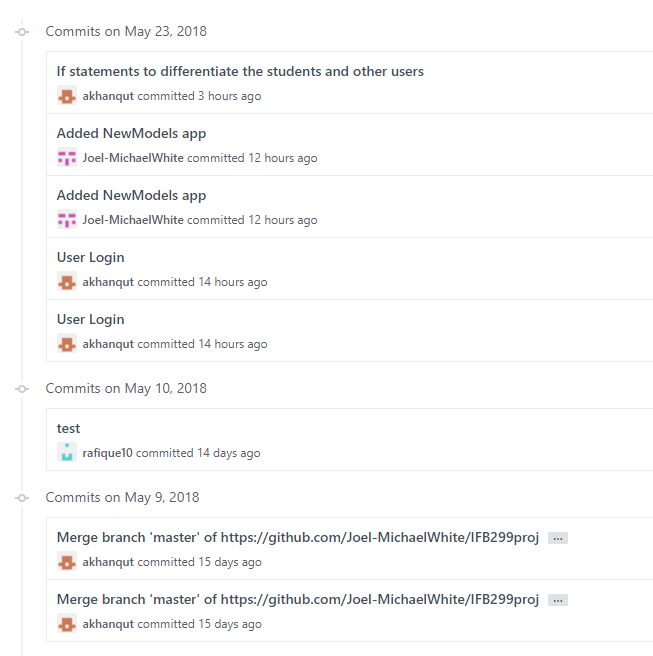 Commits on May 23, 2018
If statements to differentiate the students and other users
akhanqut committed 3 hours ago
Added NewModels app
Joel-MichaelWhite committed 12 hours ago
Added NewModels app
Joel-MichaelWhite committed 12 hours ago
User Login
akhanqut committed 14 hours ago
User Login
akhanqut committed 14 hours ago
Commits on May 10, 2018
test
rafique10 committed 14 days ago
Commits on May 9, 2018
Merge branch 'master' of https://github.com/Joel-MichaelWhite/IFB299proj ...
akhanqut committed 15 days ago
Merge branch 'master' of https://github.com/Joel-MichaelWhite/IFB299proj ...
akhanqut committed 15 days ago